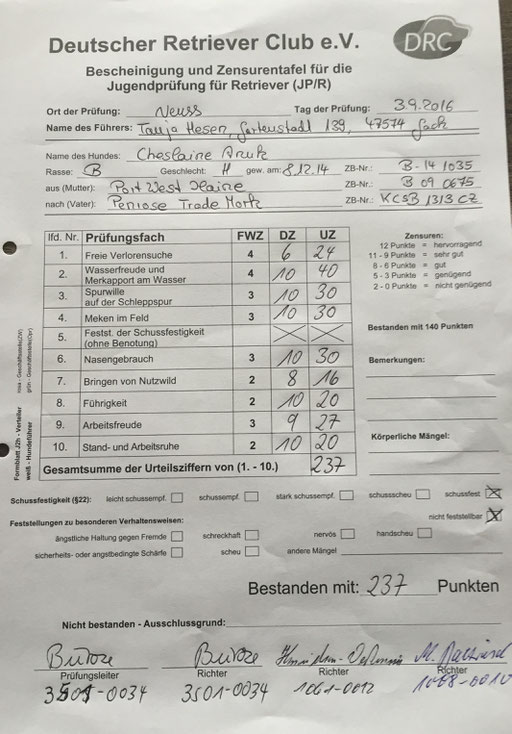 Deutscher Retriever Club e.V.
DRC
Bescheinigung und Zensurentafel für die
Jugendprüfung für Retriever (JP/R)
Ort der Prüfung: Neuss Tag der Prüfung: 3.9.2016
Name des Führers: Tanja Hesen, 139, 47574
Name des Hundes:
Rasse: B Geschlecht: H gew. am: 8.12.14 ZB-Nr.: B-14 1035
aus (Mutter): Port West ZB-Nr.: B 09 0675
nach (Vater): Penrose Trade Mark ZB-Nr.: KCSB 1313 CZ
lfd. Nr. Prüfungsfach FWZ DZ UZ
1. Freie Verlorensuche 4 6 24
2. Wasserfreude und Merkapport am Wasser 4 10 40
3. Spurwille auf der Schleppspur 3 10 30
4. Merken im Feld 3 10 30
5. Festst. der Schussfestigkeit (ohne Benotung)
6. Nasengebrauch 3 10 30
7. Bringen von Nutzwild 2 8 16
8. Führigkeit 2 10 20
9. Arbeitsfreude 3 9 27
10. Stand- und Arbeitsruhe 2 10 20
Gesamtsumme der Urteilsziffern von (1. - 10.) 237
Zensuren:
12 Punkte = hervorragend
11 - 9 Punkte = sehr gut
8 - 6 Punkte = gut
5 - 3 Punkte = genügend
2 - 0 Punkte = nicht genügend
Bestanden mit 140 Punkten
Bemerkungen:
Körperliche Mängel:
Formblatt J2h - Verteiler
weiß - Hundeführer
Schussfestigkeit (§22): leicht schussempf. schussempf. stark schussempf. schussscheu schussfest X
nicht feststellbar X
Feststellungen zu besonderen Verhaltensweisen:
ängstliche Haltung gegen Fremde schreckhaft nervös handscheu
sicherheits- oder angstbedingte Schärfe scheu andere Mängel
Bestanden mit: 237 Punkten
Nicht bestanden - Ausschlussgrund:
Prüfungsleiter Richter Richter Richter
3501-0034 3501-0034 1061-0012 1008-0010